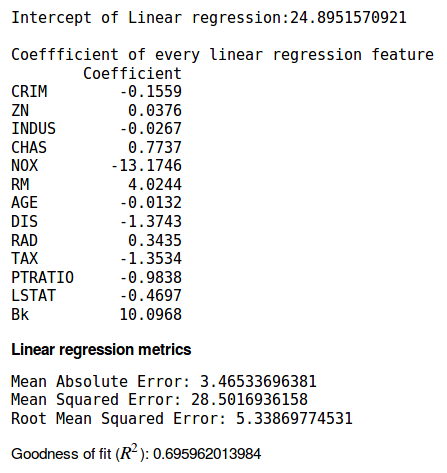 Intercept of Linear regression:24.8951570921
Coeffficient of every linear regression feature
Coefficient
CRIM -0.1559
ZN 0.0376
INDUS -0.0267
CHAS 0.7737
NOX -13.1746
RM 4.0244
AGE -0.0132
DIS -1.3743
RAD 0.3435
TAX -1.3534
PTRATIO -0.9838
LSTAT -0.4697
Bk 10.0968
Linear regression metrics
Mean Absolute Error: 3.46533696381
Mean Squared Error: 28.5016936158
Root Mean Squared Error: 5.33869774531
Goodness of fit (R²): 0.695962013984